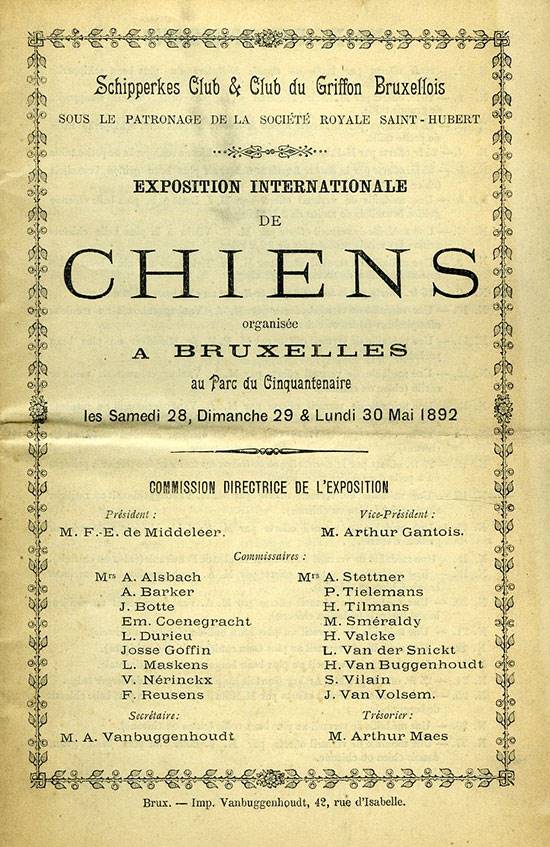 Schipperkes Club & Club du Griffon Bruxellois
SOUS LE PATRONAGE DE LA SOCIÉTÉ ROYALE SAINT-HUBERT
EXPOSITION INTERNATIONALE
DE
CHIENS
organisée
A BRUXELLES
au Parc du Cinquantenaire
les Samedi 28, Dimanche 29 & Lundi 30 Mai 1892
COMMISSION DIRECTRICE DE L'EXPOSITION
Président :
M. F.-E. de Middeleer.
Vice-Président :
M. Arthur Gantois.
Commissaires :
Mrs A. Alsbach
A. Barker
J. Botte
Em. Coenegracht
L. Durieu
Josse Goffin
L. Maskens
V. Nérinckx
F. Reusens
Mrs A. Stettner
P. Tielemans
H. Tilmans
M. Sméraldy
H. Valcke
L. Van der Snickt
H. Van Buggenhoudt
S. Vilain
J. Van Volsem.
Secrétaire :
M. A. Vanbuggenhoudt
Trésorier :
M. Arthur Maes
Brux. — Imp. Vanbuggenhoudt, 42, rue d'Isabelle.